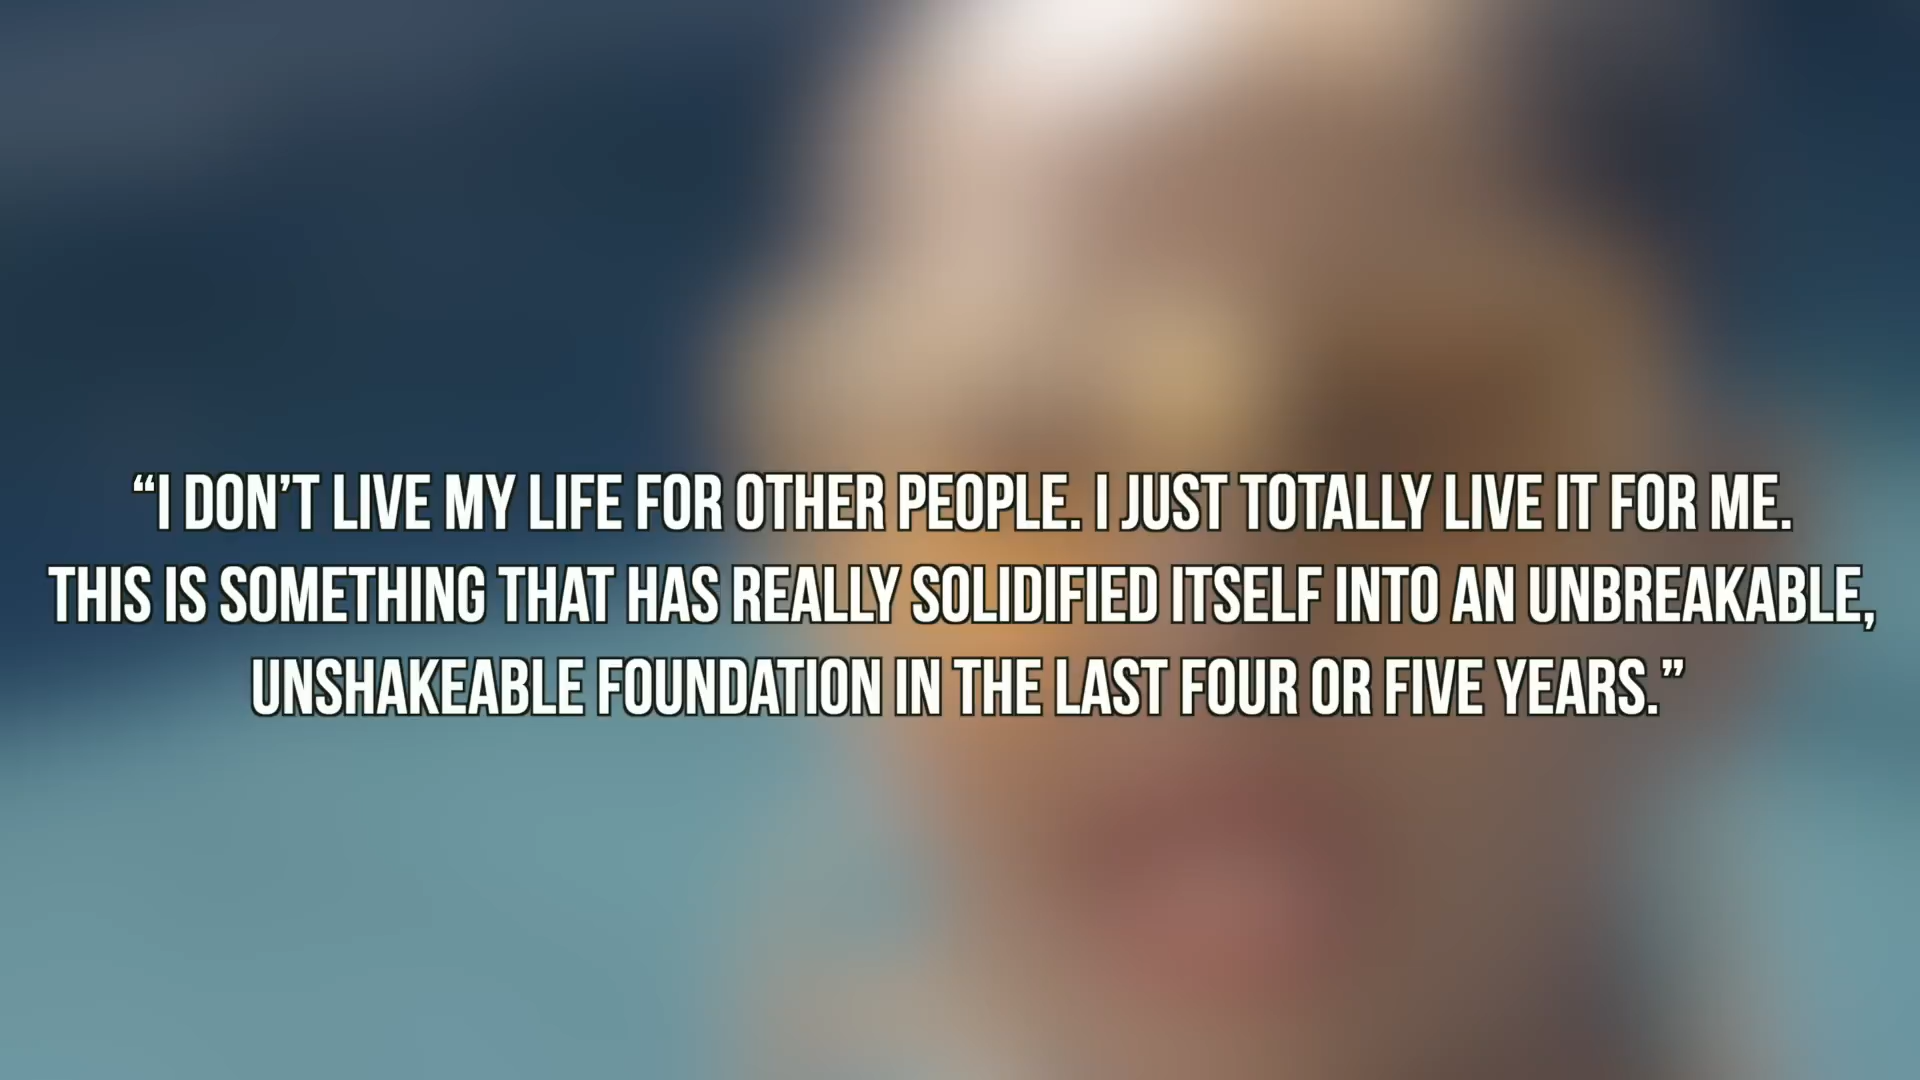 “I DON’T LIVE MY LIFE FOR OTHER PEOPLE. I JUST TOTALLY LIVE IT FOR ME.
THIS IS SOMETHING THAT HAS REALLY SOLIDIFIED ITSELF INTO AN UNBREAKABLE,
UNSHAKEABLE FOUNDATION IN THE LAST FOUR OR FIVE YEARS.”